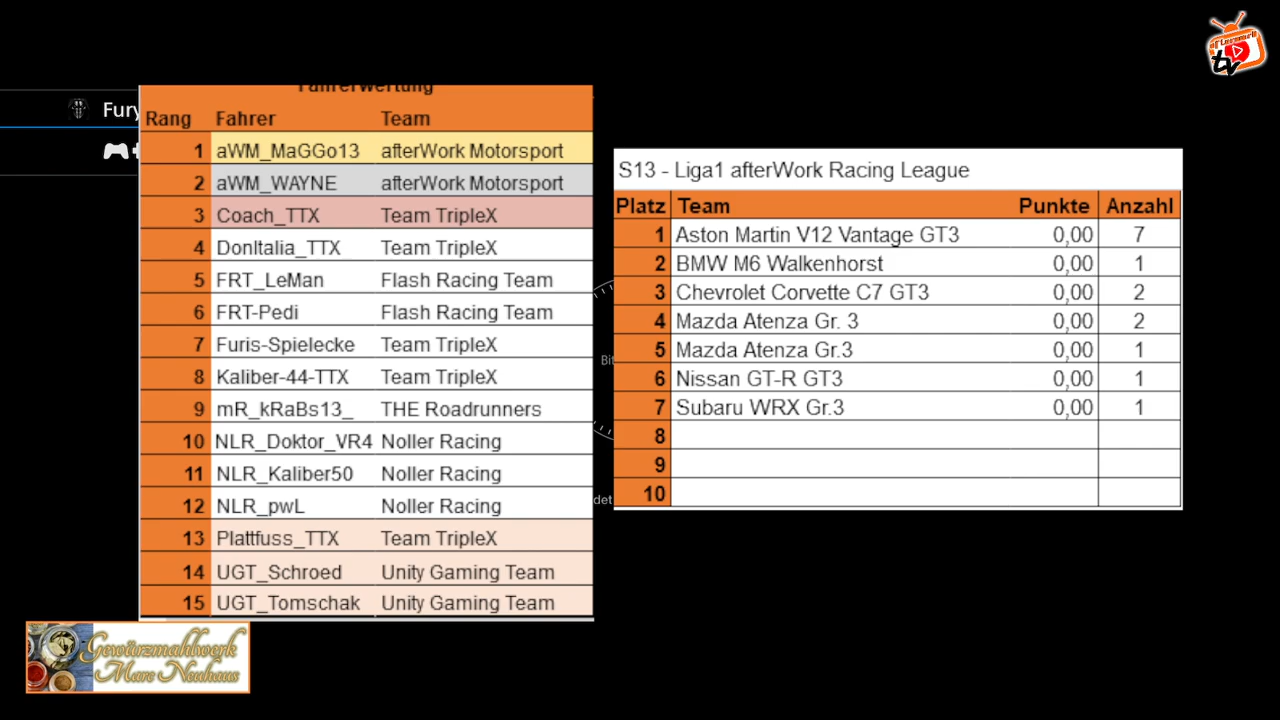 Fahrerwertung
Fury
Rang Fahrer Team
1 aWM_MaGGo13 afterWork Motorsport
2 aWM_WAYNE afterWork Motorsport
3 Coach_TTX Team TripleX
4 DonItalia_TTX Team TripleX
5 FRT_LeMan Flash Racing Team
6 FRT-Pedi Flash Racing Team
7 Furis-Spielecke Team TripleX
8 Kaliber-44-TTX Team TripleX
9 mR_kRaBs13_ THE Roadrunners
10 NLR_Doktor_VR4 Noller Racing
11 NLR_Kaliber50 Noller Racing
12 NLR_pwL Noller Racing
13 Plattfuss_TTX Team TripleX
14 UGT_Schroed Unity Gaming Team
15 UGT_Tomschak Unity Gaming Team
S13 - Liga1 afterWork Racing League
Platz Team Punkte Anzahl
1 Aston Martin V12 Vantage GT3 0,00 7
2 BMW M6 Walkenhorst 0,00 1
3 Chevrolet Corvette C7 GT3 0,00 2
4 Mazda Atenza Gr. 3 0,00 2
5 Mazda Atenza Gr.3 0,00 1
6 Nissan GT-R GT3 0,00 1
7 Subaru WRX Gr.3 0,00 1
8
9
10
tv
Gewürzmahlwerk
Marc Neuhaus